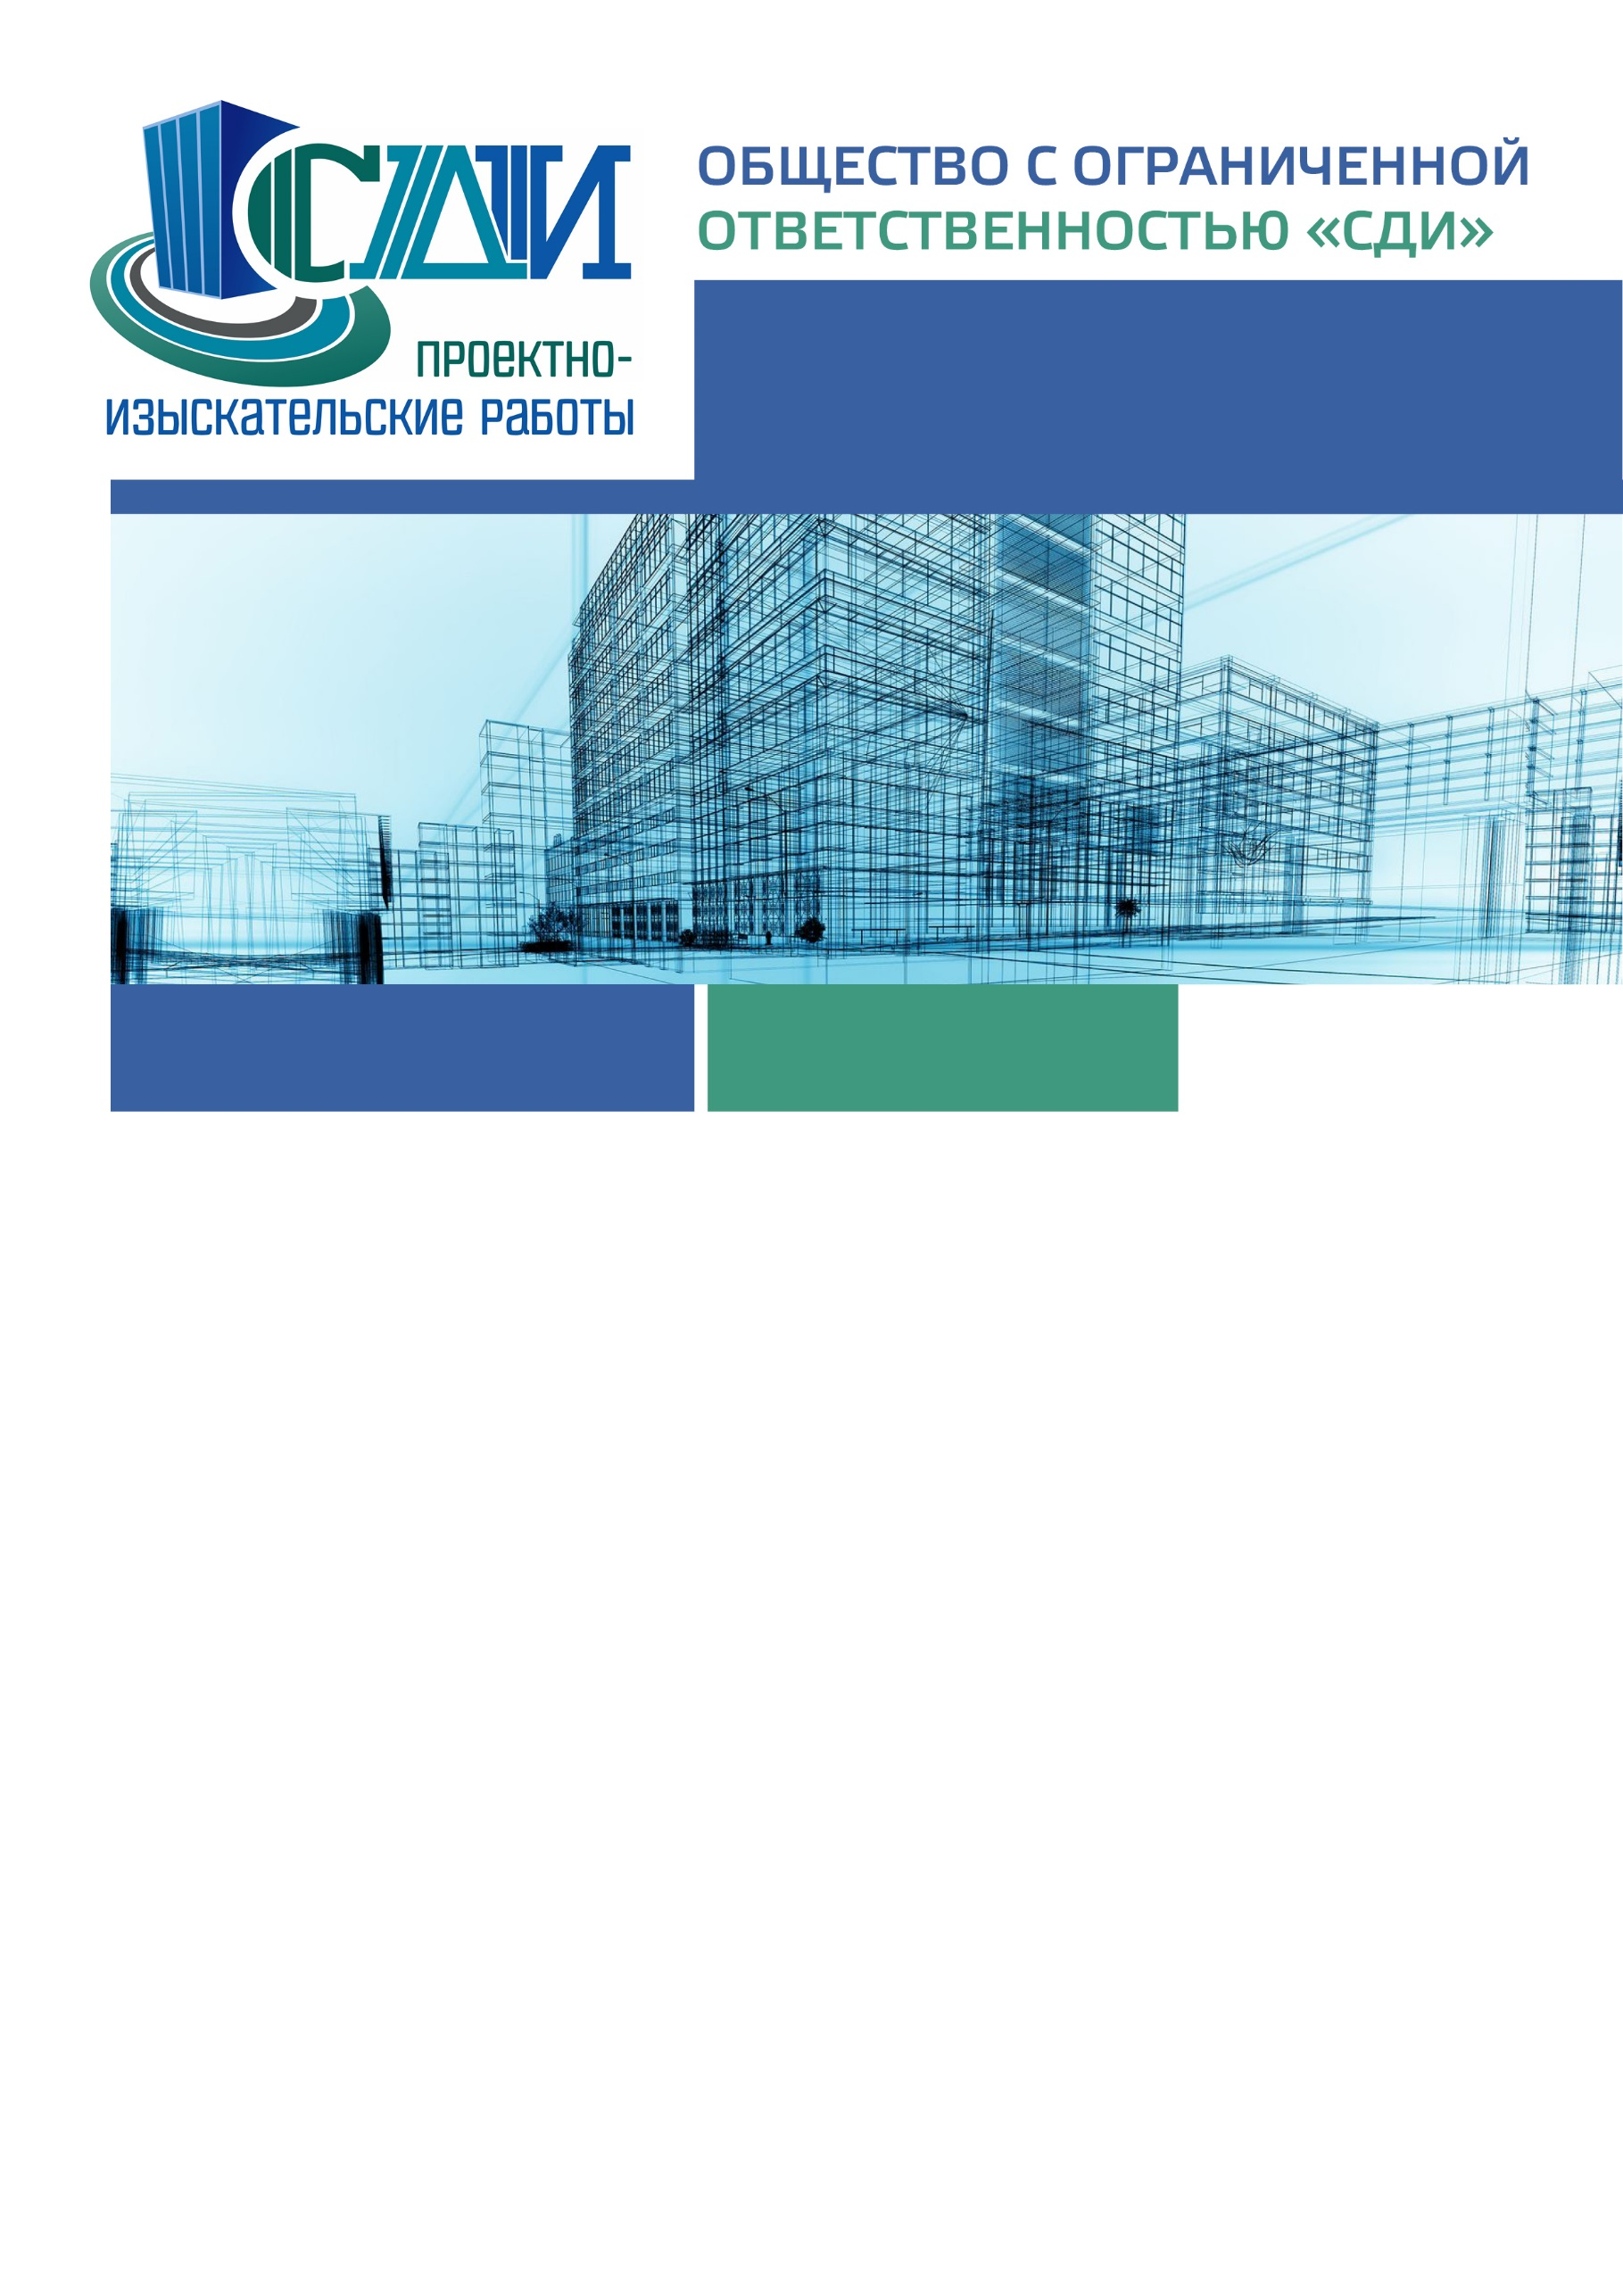 СДИ
ПРОЕКТНО-
ИЗЫСКАТЕЛЬСКИЕ РАБОТЫ
ОБЩЕСТВО С ОГРАНИЧЕННОЙ
ОТВЕТСТВЕННОСТЬЮ «СДИ»